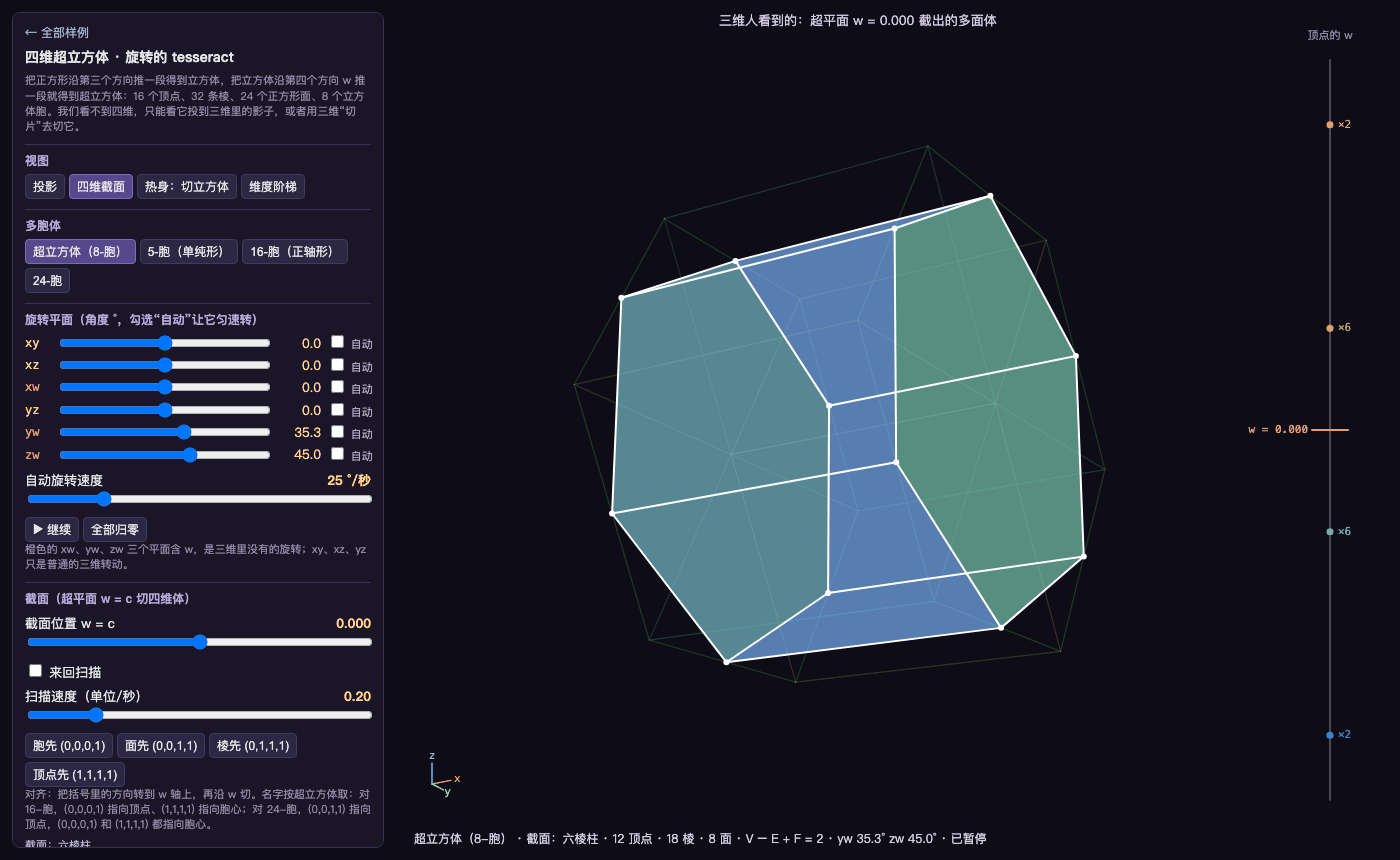 ← 全部样例
四维超立方体 · 旋转的 tesseract
把正方形沿第三个方向推一段得到立方体，把立方体沿第四个方向 w 推
一段就得到超立方体：16 个顶点、32 条棱、24 个正方形面、8 个立方
体胞。我们看不到四维，只能看它投到三维里的影子，或者用三维“切
片”去切它。
视图
投影 四维截面 热身：切立方体 维度阶梯
多胞体
超立方体（8-胞） 5-胞（单纯形） 16-胞（正轴形）
24-胞
旋转平面（角度 °，勾选“自动”让它匀速转）
xy 0.0 自动
xz 0.0 自动
xw 0.0 自动
yz 0.0 自动
yw 35.3 自动
zw 45.0 自动
自动旋转速度 25 °/秒
▶ 继续 全部归零
橙色的 xw、yw、zw 三个平面含 w，是三维里没有的旋转；xy、xz、yz
只是普通的三维转动。
截面（超平面 w = c 切四维体）
截面位置 w = c 0.000
来回扫描
扫描速度（单位/秒） 0.20
胞先 (0,0,0,1) 面先 (0,0,1,1) 棱先 (0,1,1,1)
顶点先 (1,1,1,1)
对齐：把括号里的方向转到 w 轴上，再沿 w 切。名字按超立方体取：对
16-胞，(0,0,0,1) 指向顶点、(1,1,1,1) 指向胞心；对 24-胞，(0,0,1,1) 指向
顶点，(0,0,0,1) 和 (1,1,1,1) 都指向胞心。
截面：六棱柱
三维人看到的：超平面 w = 0.000 截出的多面体
顶点的 w
×2
×6
w = 0.000
×6
×2
z
x
y
超立方体（8-胞） · 截面：六棱柱 · 12 顶点 · 18 棱 · 8 面 · V − E + F = 2 · yw 35.3° zw 45.0° · 已暂停